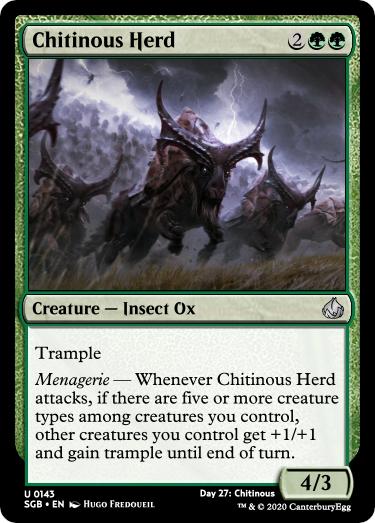 Chitinous Herd 2
Creature — Insect Ox
Trample
Menagerie — Whenever Chitinous Herd
attacks, if there are five or more creature
types among creatures you control,
other creatures you control get +1/+1
and gain trample until end of turn.
4/3
U 0143
SGB • EN Hugo Fredoueil
Day 27: Chitinous
™ & © 2020 CanterburyEgg